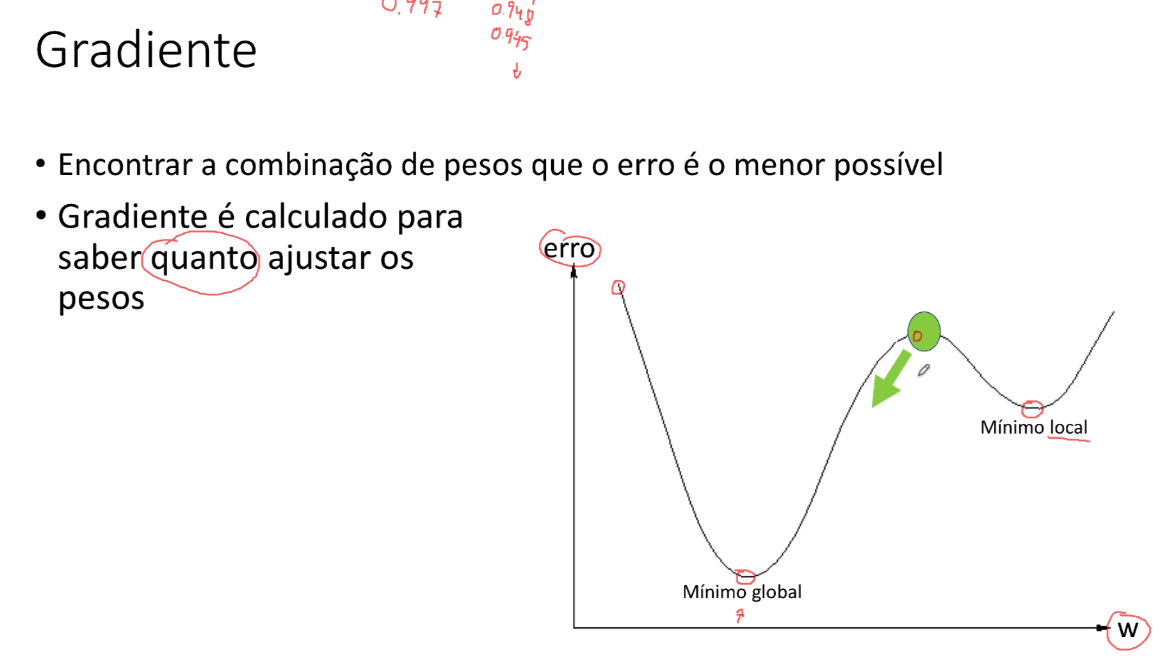 0.997
0.948
0.945
Gradiente
• Encontrar a combinação de pesos que o erro é o menor possível
• Gradiente é calculado para
saber quanto ajustar os
pesos
erro
Mínimo local
Mínimo global
w